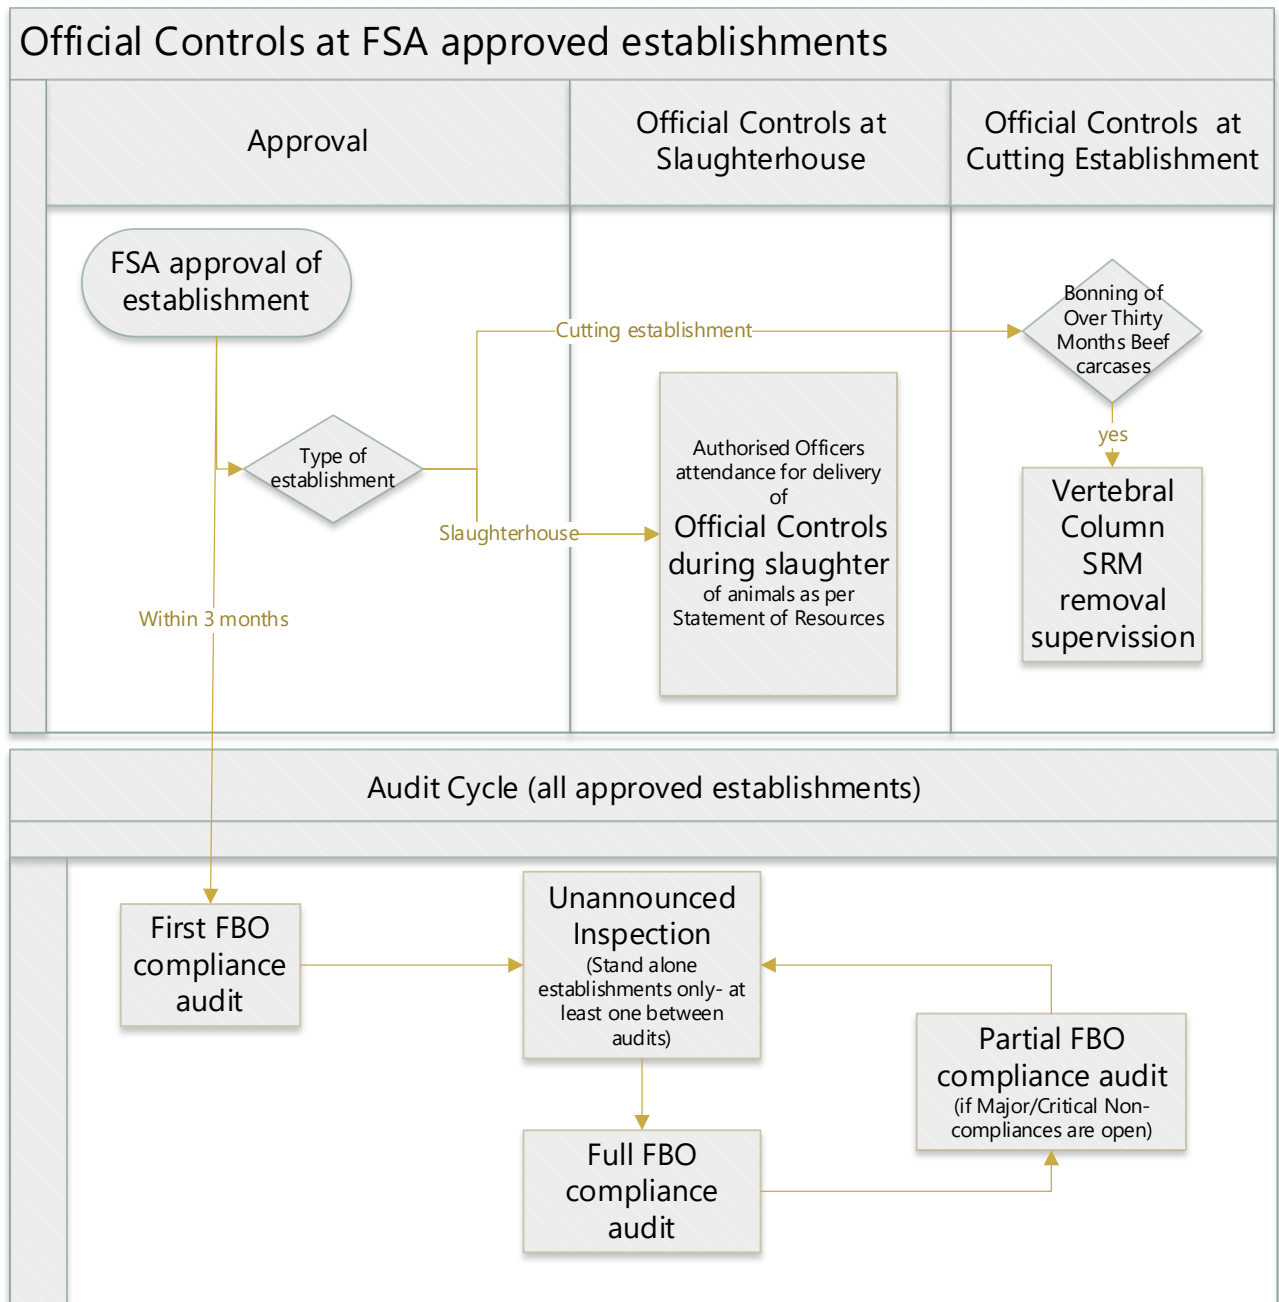 Official Controls at FSA approved establishments
Approval
Official Controls at
Slaughterhouse
Official Controls at
Cutting Establishment
FSA approval of
establishment
Bonning of
Over Thirty
Months Beef
carcases
Cutting establishment
Type of
establishment
Authorised Officers
attendance for delivery
of
Official Controls
during slaughter
of animals as per
Statement of Resources
yes
Slaughterhouse
Vertebral
Column
SRM
removal
supervission
Within 3 months
Audit Cycle (all approved establishments)
First FBO
compliance
audit
Unannounced
Inspection
(Stand alone
establishments only- at
least one between
audits)
Partial FBO
compliance audit
(if Major/Critical Non-
compliances are open)
Full FBO
compliance
audit